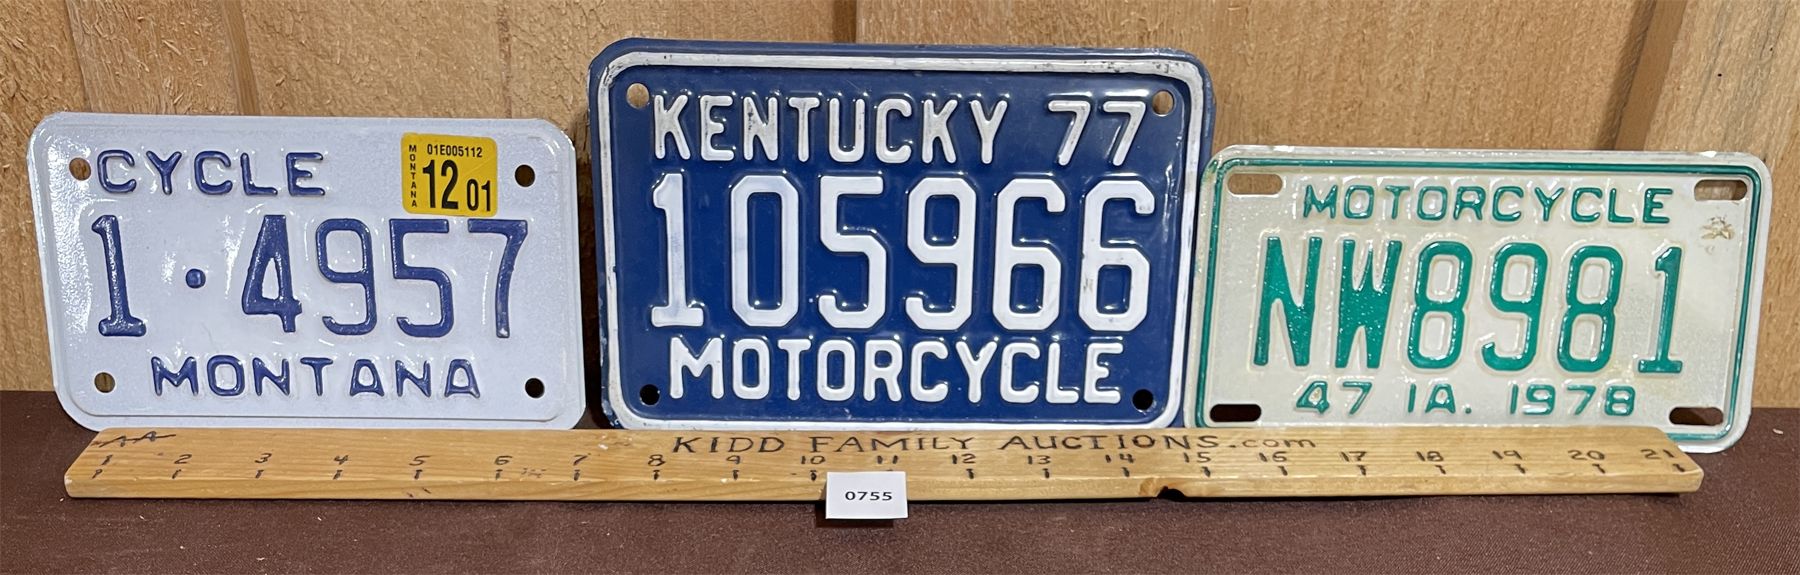 CYCLE
MONTANA
01E005112
12 01
1·4957
MONTANA
KENTUCKY 77
105966
MOTORCYCLE
MOTORCYCLE
NW8981
47 IA. 1978
KIDD FAMILY AUCTIONS.com
1 2 3 4 5 6 7 8 9 10 11 12 13 14 15 16 17 18 19 20 21
0755